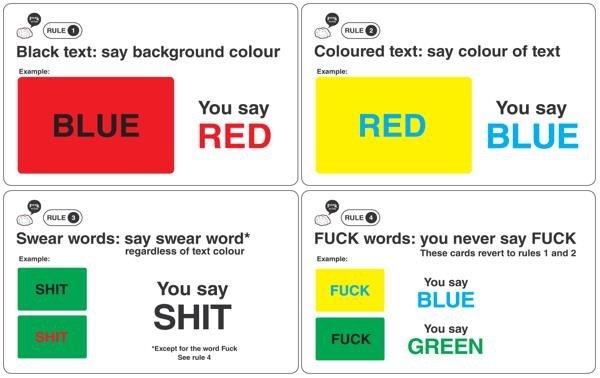 RULE 1
Black text: say background colour
Example:
BLUE
You say
RED
RULE 2
Coloured text: say colour of text
Example:
RED
You say
BLUE
RULE 3
Swear words: say swear word*
regardless of text colour
Example:
SHIT
SHIT
You say
SHIT
*Except for the word Fuck
See rule 4
RULE 4
FUCK words: you never say FUCK
These cards revert to rules 1 and 2
Example:
FUCK
You say
BLUE
FUCK
You say
GREEN